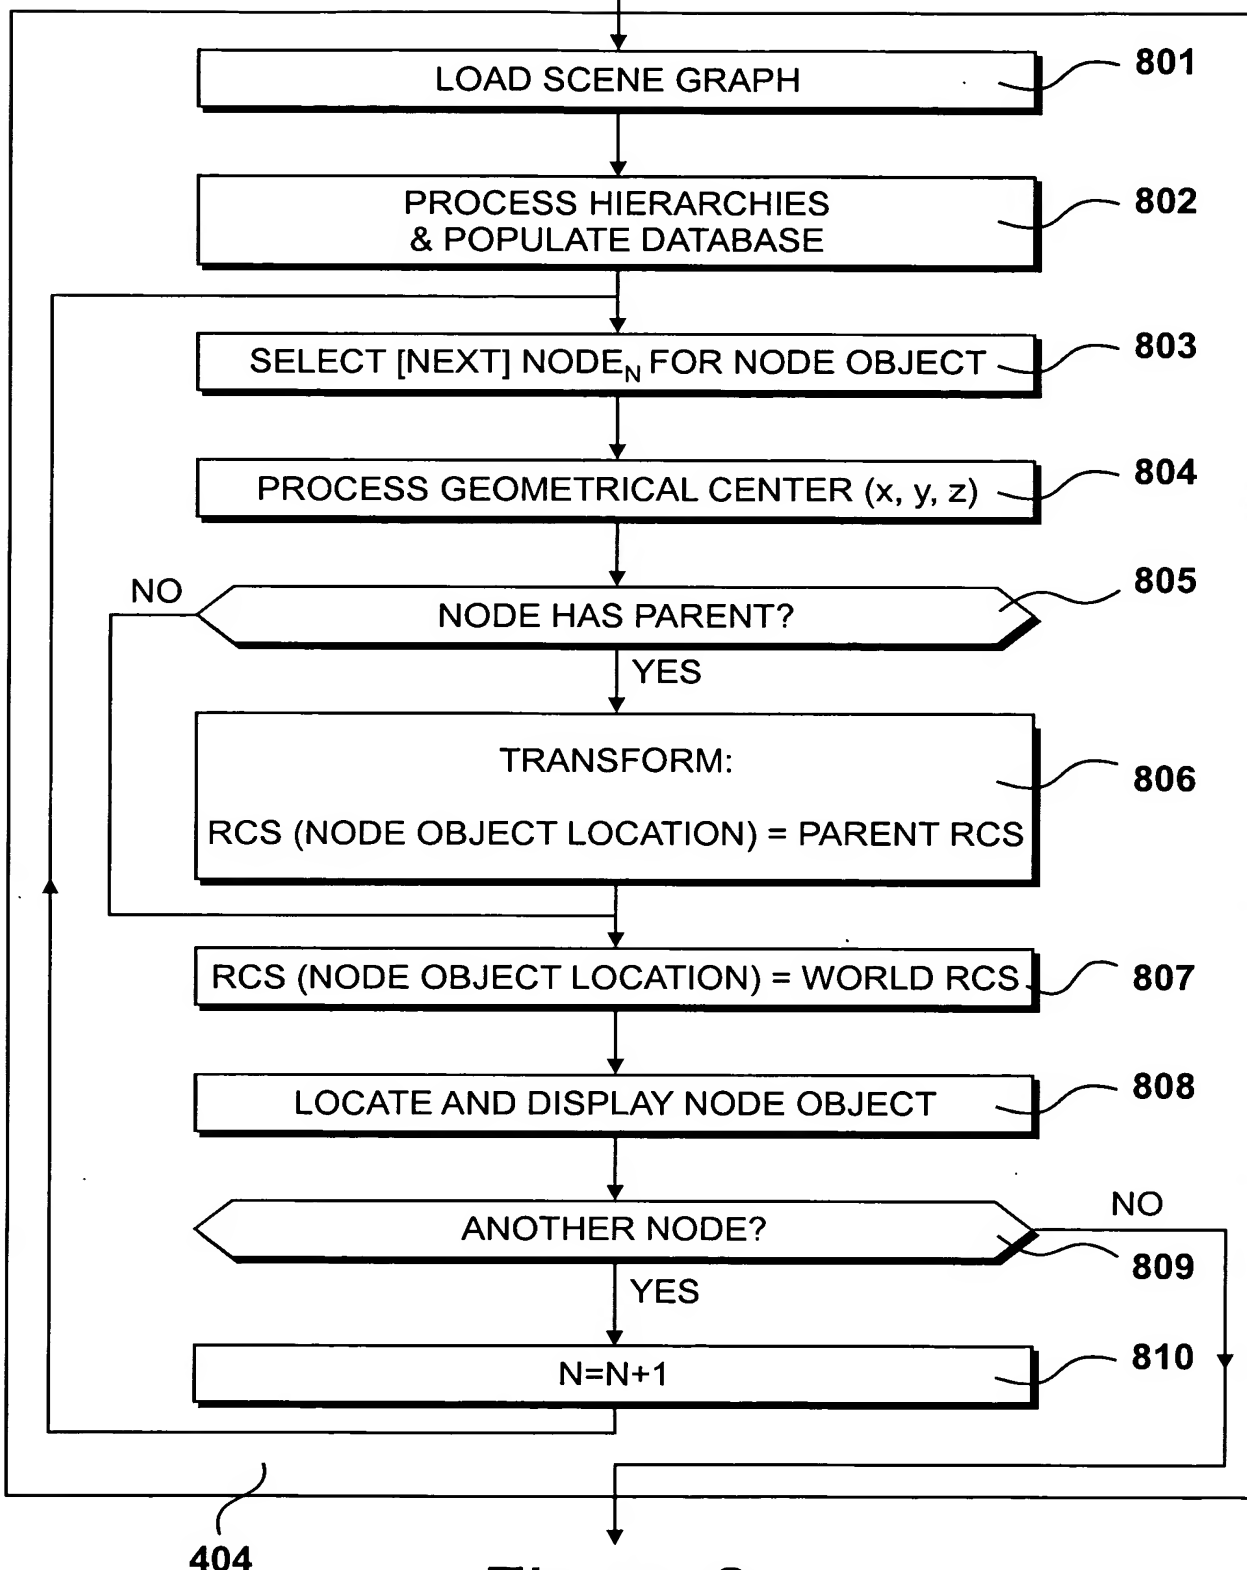 LOAD SCENE GRAPH
801
PROCESS HIERARCHIES
& POPULATE DATABASE
802
SELECT [NEXT] NODE_N FOR NODE OBJECT
803
PROCESS GEOMETRICAL CENTER (x, y, z)
804
NO
NODE HAS PARENT?
805
YES
TRANSFORM:
RCS (NODE OBJECT LOCATION) = PARENT RCS
806
RCS (NODE OBJECT LOCATION) = WORLD RCS
807
LOCATE AND DISPLAY NODE OBJECT
808
ANOTHER NODE?
NO
809
YES
N=N+1
810
404